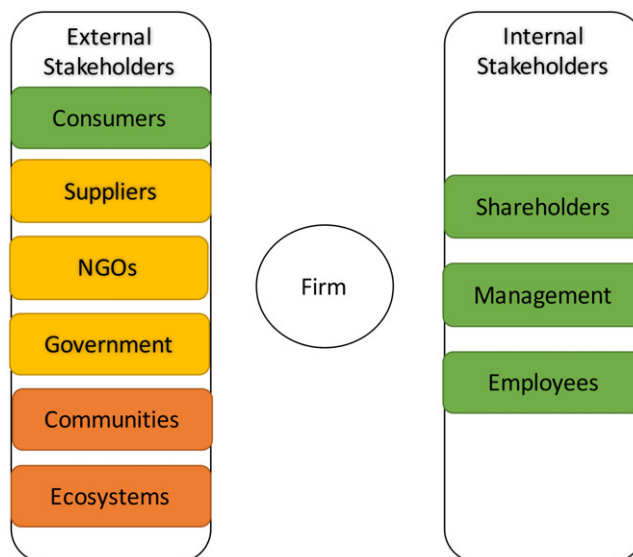 External
Stakeholders
Consumers
Suppliers
NGOs
Government
Communities
Ecosystems
Firm
Internal
Stakeholders
Shareholders
Management
Employees